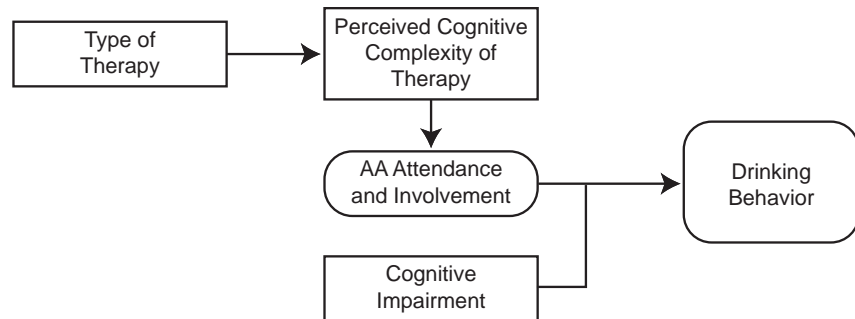 Type of
Therapy
Perceived Cognitive
Complexity of
Therapy
AA Attendance
and Involvement
Drinking
Behavior
Cognitive
Impairment